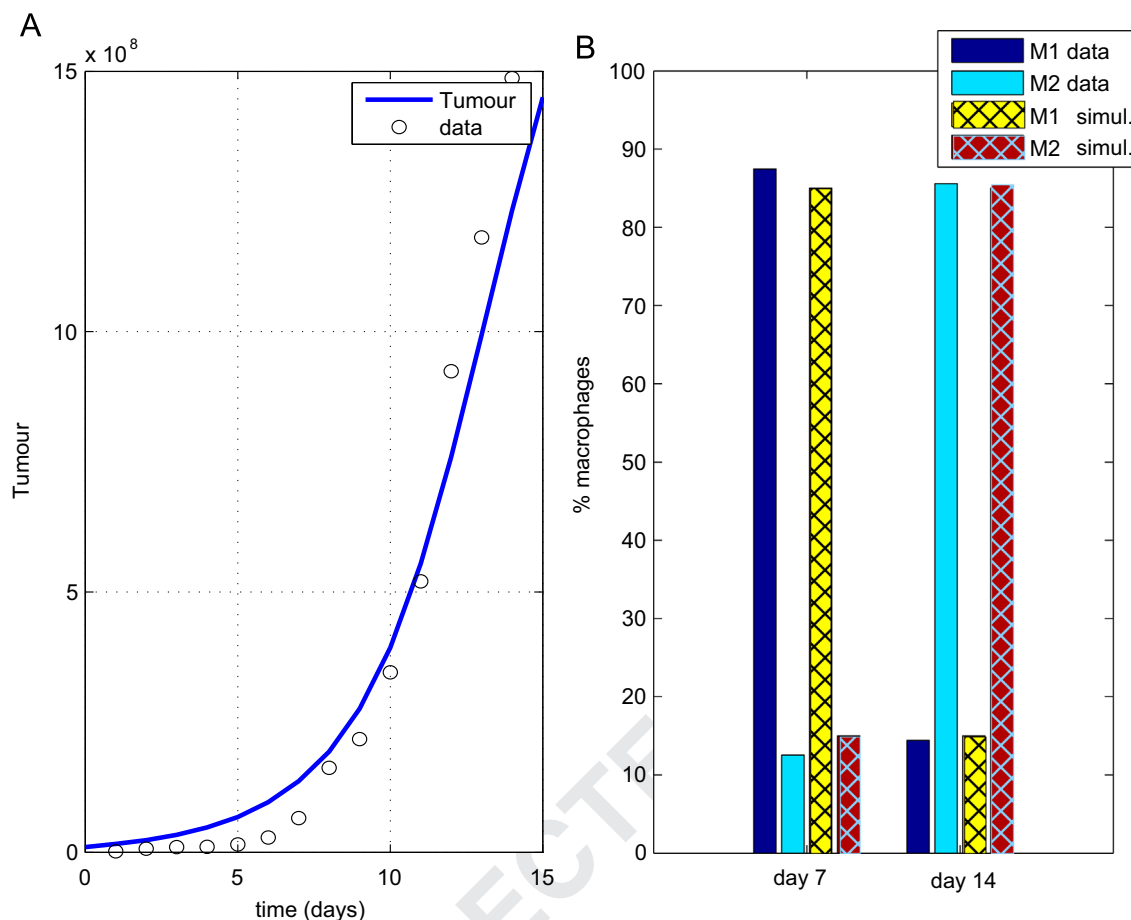 A
x 10^8
15
10
5
0
Tumour
Tumour
data
0
5
10
15
time (days)
B
M1 data
M2 data
M1 simul.
M2 simul.
100
90
80
70
60
50
40
30
20
10
0
% macrophages
day 7
day 14